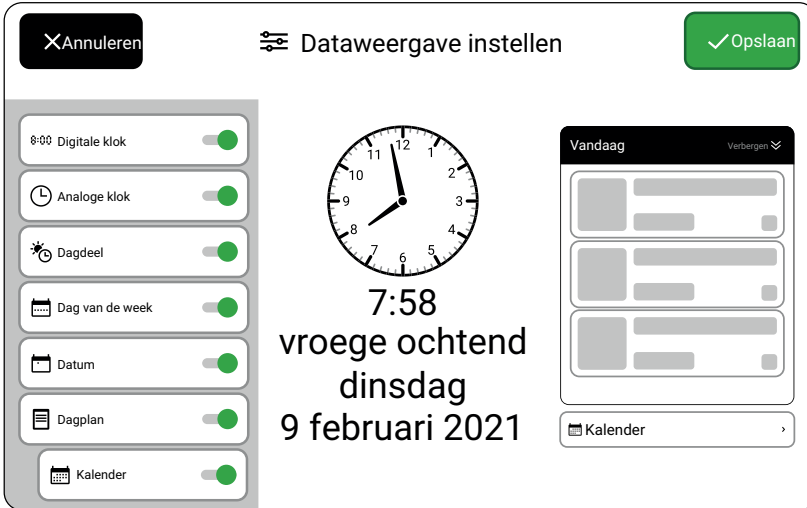 Annuleren
Dataweergave instellen
Opslaan
8:00 Digitale klok
Analoge klok
Dagdeel
Dag van de week
Datum
Dagplan
Kalender
12
1
2
3
4
5
6
7
8
9
10
11
7:58
vroege ochtend
dinsdag
9 februari 2021
Vandaag
Verbergen
Kalender